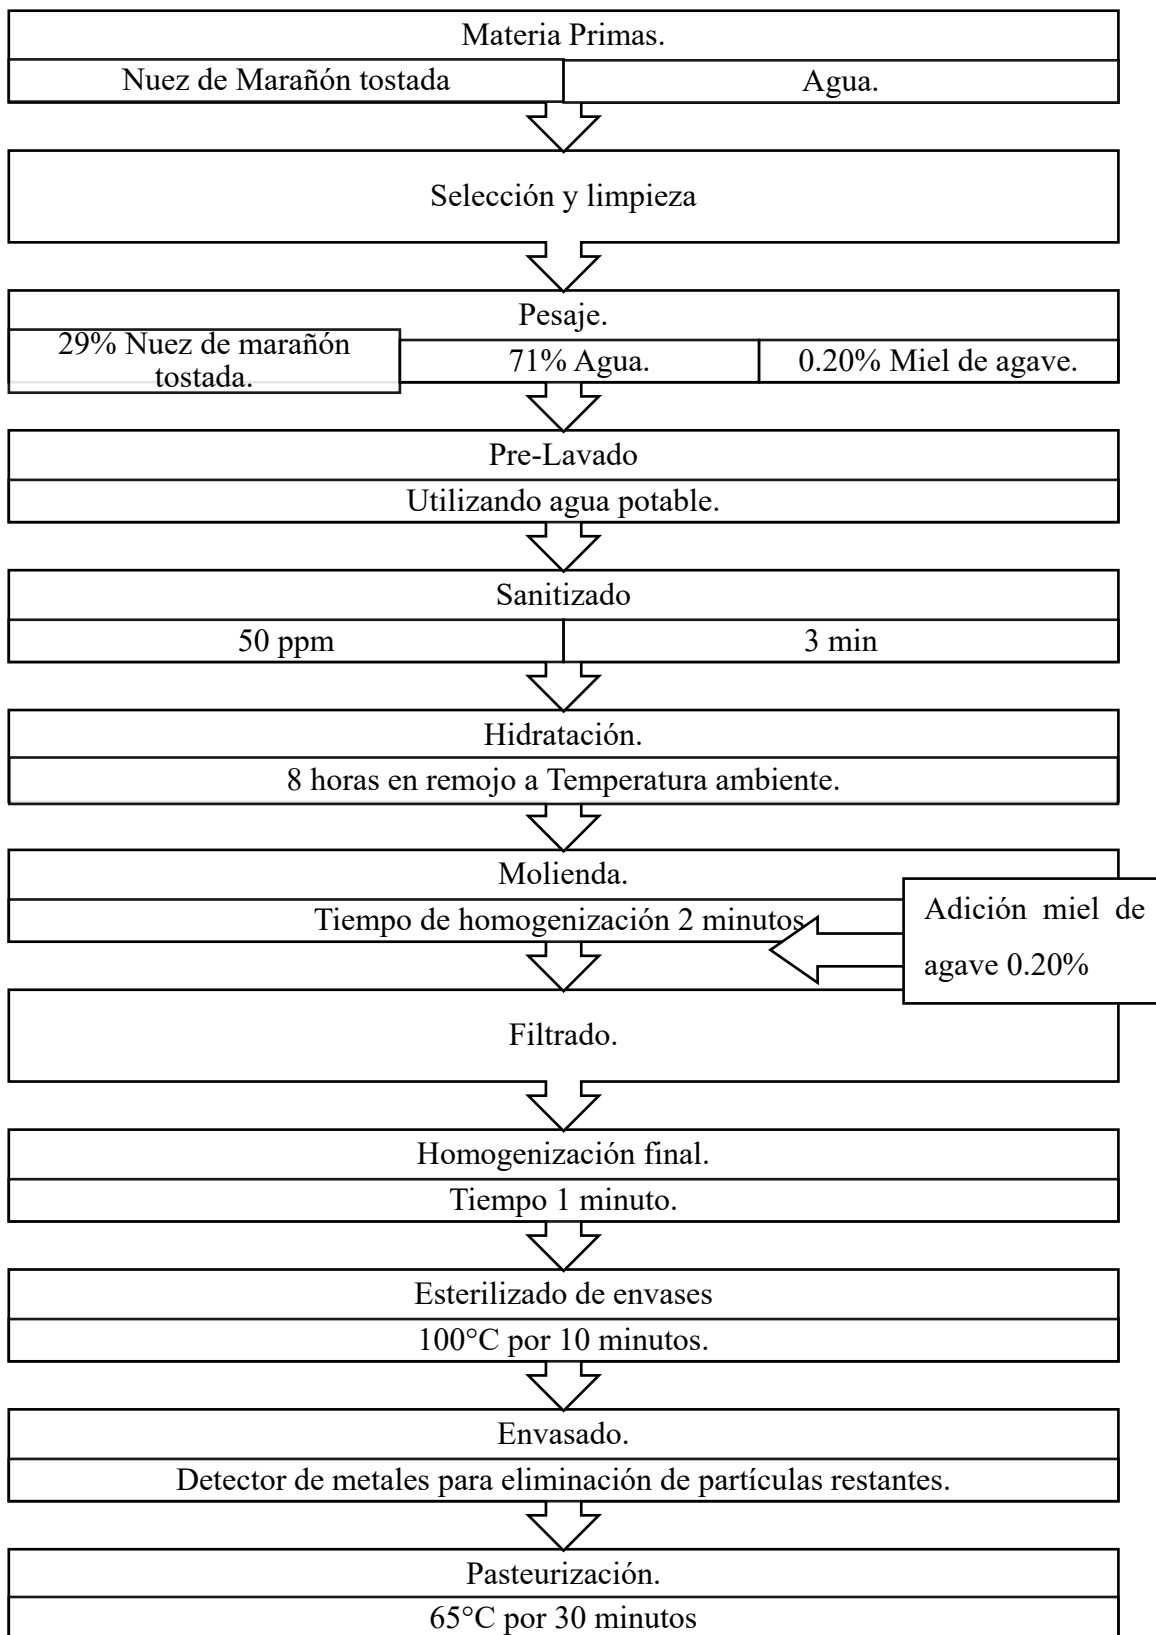 Materia Primas.
Nuez de Marañón tostada
Agua.
Selección y limpieza
Pesaje.
29% Nuez de marañón
tostada.
71% Agua.
0.20% Miel de agave.
Pre-Lavado
Utilizando agua potable.
Sanitizado
50 ppm
3 min
Hidratación.
8 horas en remojo a Temperatura ambiente.
Molienda.
Tiempo de homogenización 2 minutos
Adición miel de
agave 0.20%
Filtrado.
Homogenización final.
Tiempo 1 minuto.
Esterilizado de envases
100°C por 10 minutos.
Envasado.
Detector de metales para eliminación de partículas restantes.
Pasteurización.
65°C por 30 minutos